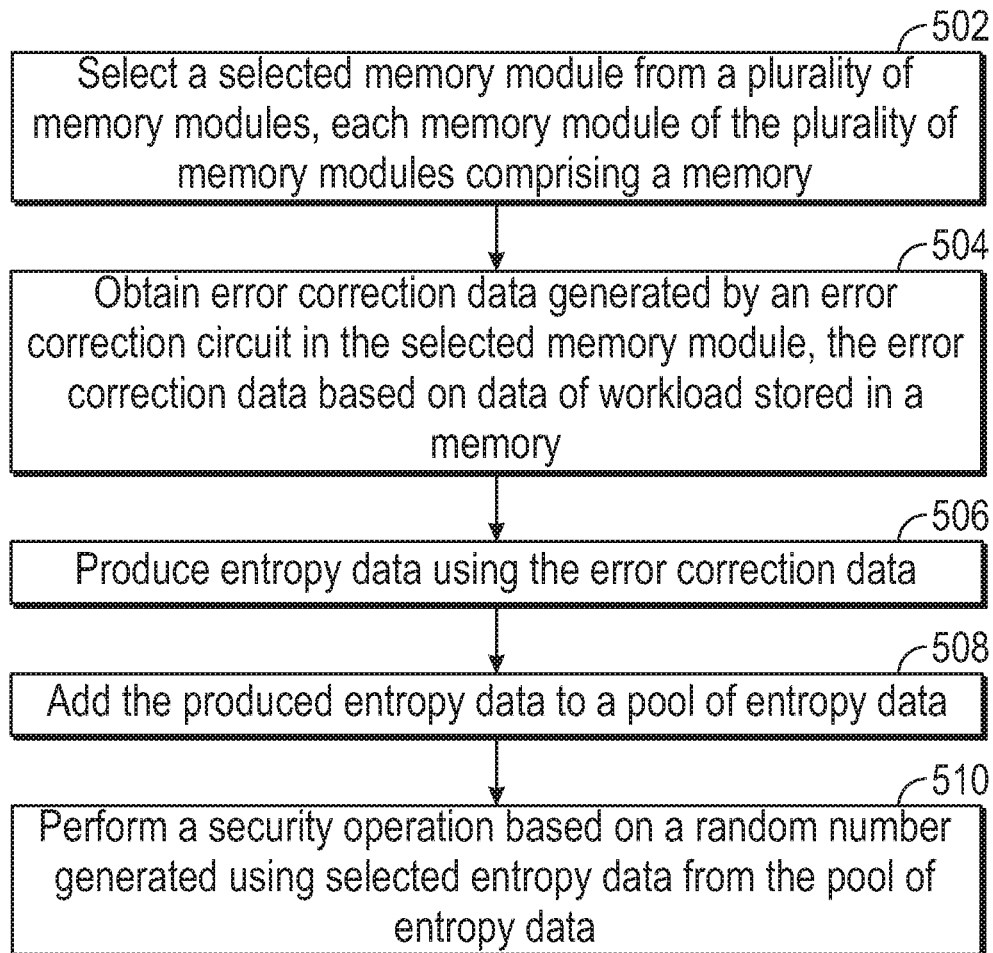 502
Select a selected memory module from a plurality of
memory modules, each memory module of the plurality of
memory modules comprising a memory
504
Obtain error correction data generated by an error
correction circuit in the selected memory module, the error
correction data based on data of workload stored in a
memory
506
Produce entropy data using the error correction data
508
Add the produced entropy data to a pool of entropy data
510
Perform a security operation based on a random number
generated using selected entropy data from the pool of
entropy data